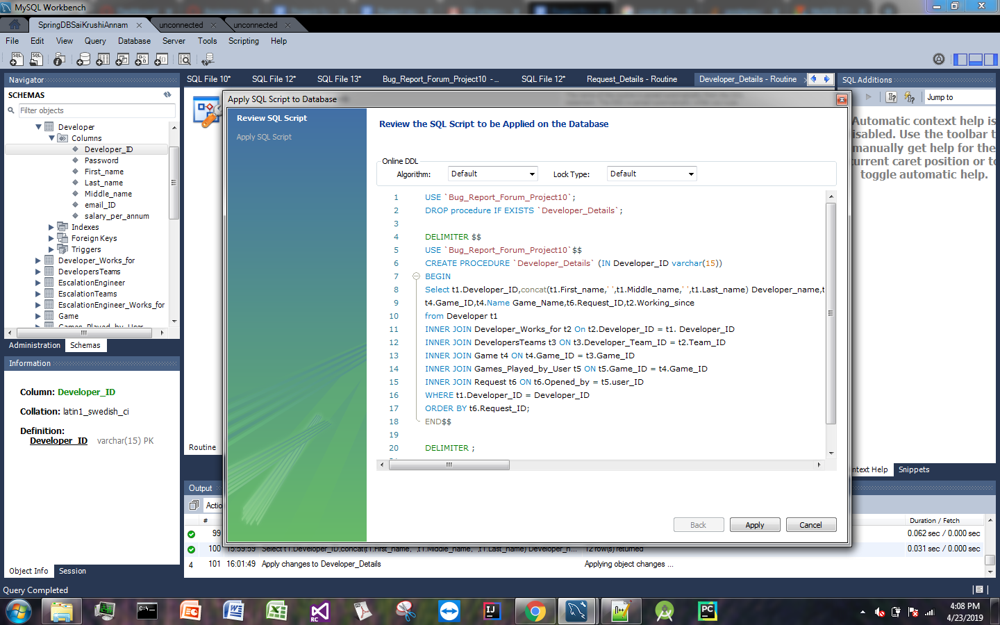 MySQL Workbench
SpringDBSaiKrushiAnnam
unconnected
unconnected
File Edit View Query Database Server Tools Scripting Help
Navigator
SCHEMAS
Filter objects
Developer
Columns
Developer_ID
Password
First_name
Last_name
Middle_name
email_ID
salary_per_annum
Indexes
Foreign Keys
Triggers
Developer_Works_for
DevelopersTeams
EscalationEngineer
EscalationTeams
EscalationEngineer_Works_for
Game
Games_Played_by_User
Administration Schemas
Information
Column: Developer_ID
Collation: latin1_swedish_ci
Definition:
Developer_ID varchar(15) PK
Object Info Session
Query Completed
SQL File 10* SQL File 12* SQL File 13* Bug_Report_Forum_Project10 - ... SQL File 12* Request_Details - Routine Developer_Details - Routine
SQL Additions
Jump to
Automatic context help is
isabled. Use the toolbar t
manually get help for the
urrent caret position or to
toggle automatic help.
Apply SQL Script to Database
Review SQL Script
Apply SQL Script
Review the SQL Script to be Applied on the Database
Online DDL
Algorithm: Default Lock Type: Default
1 USE `Bug_Report_Forum_Project10`;
2 DROP procedure IF EXISTS `Developer_Details`;
3
4 DELIMITER $$
5 USE `Bug_Report_Forum_Project10`$$
6 CREATE PROCEDURE `Developer_Details` (IN Developer_ID varchar(15))
7 BEGIN
8 Select t1.Developer_ID,concat(t1.First_name,' ',t1.Middle_name,' ',t1.Last_name) Developer_name,t
9 t4.Game_ID,t4.Name Game_Name,t6.Request_ID,t2.Working_since
10 from Developer t1
11 INNER JOIN Developer_Works_for t2 On t2.Developer_ID = t1. Developer_ID
12 INNER JOIN DevelopersTeams t3 ON t3.Developer_Team_ID = t2.Team_ID
13 INNER JOIN Game t4 ON t4.Game_ID = t3.Game_ID
14 INNER JOIN Games_Played_by_User t5 ON t5.Game_ID = t4.Game_ID
15 INNER JOIN Request t6 ON t6.Opened_by = t5.user_ID
16 WHERE t1.Developer_ID = Developer_ID
17 ORDER BY t6.Request_ID;
18 END$$
19
20 DELIMITER ;
Back Apply Cancel
Routine
ntext Help Snippets
Output
Actio
# Duration / Fetch
99 0.062 sec / 0.000 sec
100 15:59:59 Select t1.Developer_ID,concat(t1.First_name,' ',t1.Middle_name,' ',t1.Last_name) Developer_n... 12 row(s) returned 0.031 sec / 0.000 sec
4 101 16:01:49 Apply changes to Developer_Details Applying object changes ...
4:08 PM
4/23/2019